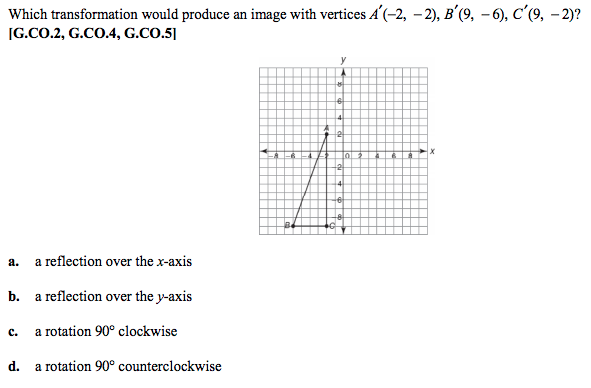 Which transformation would produce an image with vertices A′(−2, −2), B′(9, −6), C′(9, −2)?
[G.CO.2, G.CO.4, G.CO.5]
y
8
6
4
A
2
-8 -6 -4 -2 0 2 4 6 8 x
-2
-4
-6
-8
B C
a. a reflection over the x-axis
b. a reflection over the y-axis
c. a rotation 90° clockwise
d. a rotation 90° counterclockwise